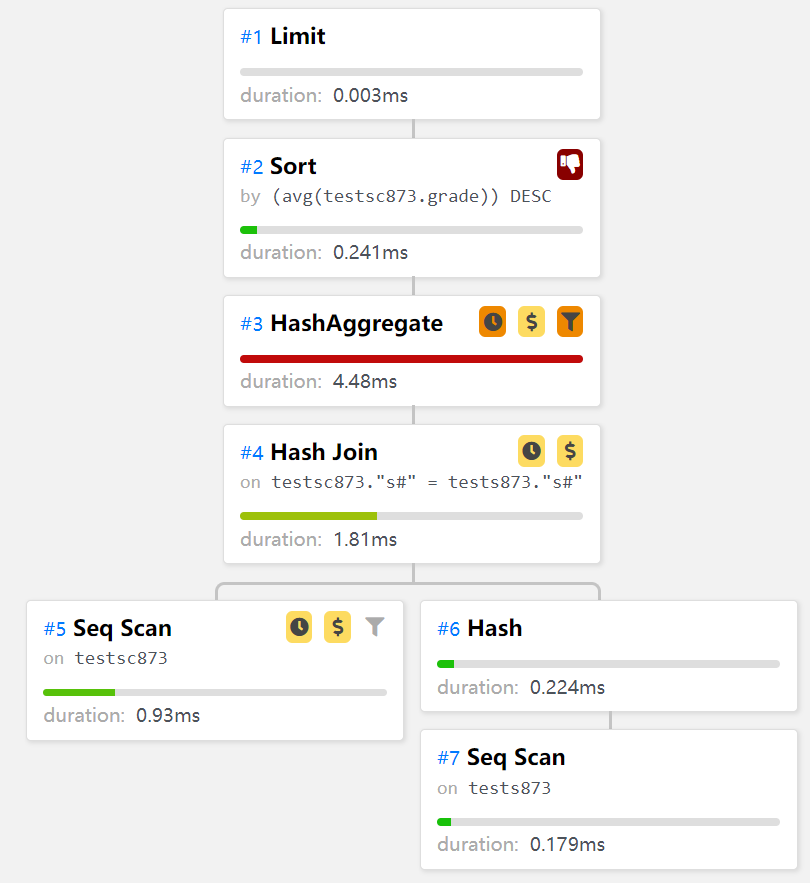 #1 Limit
duration: 0.003ms
#2 Sort
by (avg(testsc873.grade)) DESC
duration: 0.241ms
#3 HashAggregate
$
duration: 4.48ms
#4 Hash Join
$
on testsc873."s#" = tests873."s#"
duration: 1.81ms
#5 Seq Scan
$
on testsc873
duration: 0.93ms
#6 Hash
duration: 0.224ms
#7 Seq Scan
on tests873
duration: 0.179ms